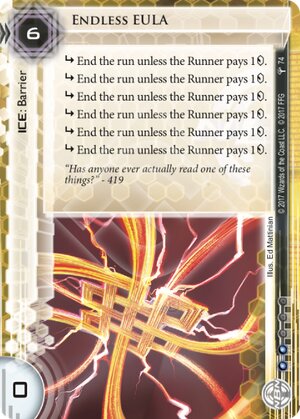 Endless EULA
6
ICE: Barrier
↳ End the run unless the Runner pays 1.
↳ End the run unless the Runner pays 1.
↳ End the run unless the Runner pays 1.
↳ End the run unless the Runner pays 1.
↳ End the run unless the Runner pays 1.
↳ End the run unless the Runner pays 1.
“Has anyone ever actually read one of these
things?” - 419
© 2017 Wizards of the Coast LLC. © 2017 FFG
74
Illus. Ed Mattinian
0